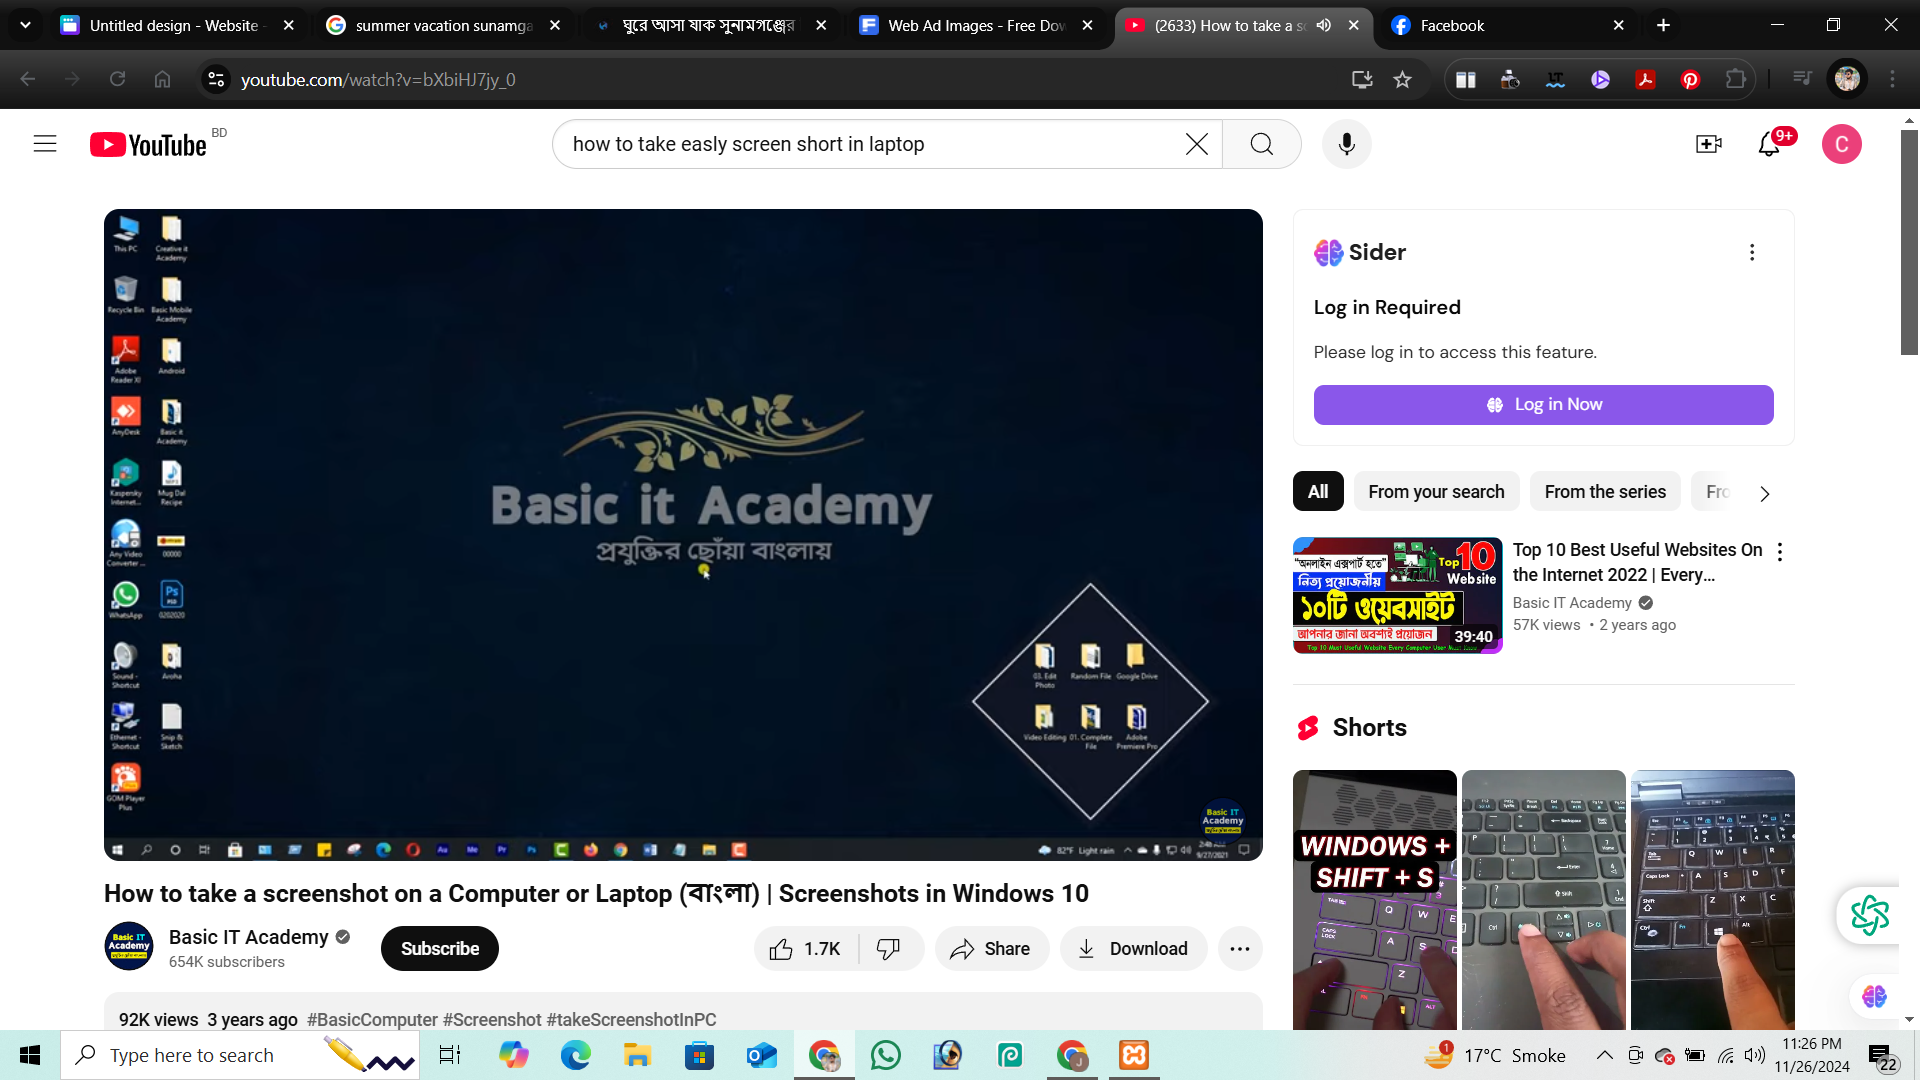 Untitled design - Website -
summer vacation sunamga
ঘুরে আসা যাক সুনামগঞ্জের
Web Ad Images - Free Dow
(2633) How to take a sc
Facebook
youtube.com/watch?v=bXbiHJ7jy_0
YouTube BD
how to take easly screen short in laptop
9+
C
This PC
Creative it
Academy
Recycle Bin
Basic Mobile
Academy
Adobe
Reader XI
Android
AnyDesk
Basic it
Academy
Kaspersky
Internet...
Mug Dal
Recipe
Any Video
Converter ...
00000
WhatsApp
0202020
Sound -
Shortcut
Aroha
Ethernet -
Shortcut
Snip &
Sketch
GOM Player
Plus
Basic it Academy
প্রযুক্তির ছোঁয়া বাংলায়
03. Edit
Photo
Random File
Google Drive
Video Editing
01. Complete
File
Adobe
Premiere Pro
Basic IT
Academy
82°F Light rain
9/27/2021
Sider
Log in Required
Please log in to access this feature.
Log in Now
All
From your search
From the series
Fro
"অনলাইন এক্সপার্ট হতে"
নিত্য প্রয়োজনীয়
Top 10
Website
১০টি ওয়েবসাইট
আপনার জানা অবশ্যই প্রয়োজন
39:40
Top 10 Must Useful Website Every Computer User Must Know
Top 10 Best Useful Websites On
the Internet 2022 | Every...
Basic IT Academy
57K views • 2 years ago
Shorts
WINDOWS +
SHIFT + S
How to take a screenshot on a Computer or Laptop (বাংলা) | Screenshots in Windows 10
Basic IT
Academy
Basic IT Academy
654K subscribers
Subscribe
1.7K
Share
Download
92K views 3 years ago #BasicComputer #Screenshot #takeScreenshotInPC
Type here to search
1
17°C Smoke
11:26 PM
11/26/2024
22